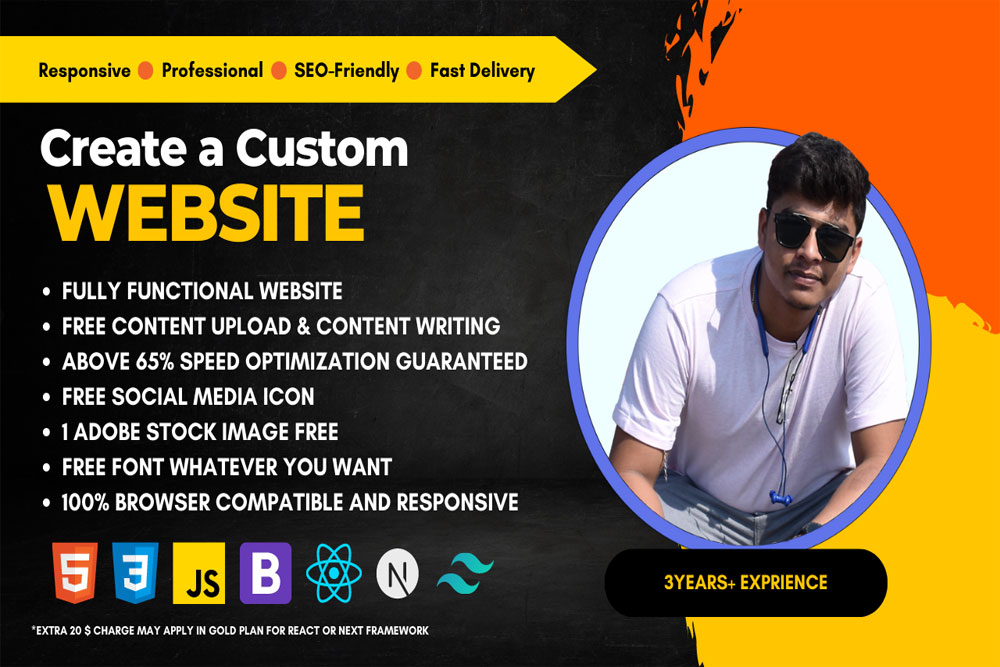 Responsive Professional SEO-Friendly Fast Delivery
Create a Custom
WEBSITE
• FULLY FUNCTIONAL WEBSITE
• FREE CONTENT UPLOAD & CONTENT WRITING
• ABOVE 65% SPEED OPTIMIZATION GUARANTEED
• FREE SOCIAL MEDIA ICON
• 1 ADOBE STOCK IMAGE FREE
• FREE FONT WHATEVER YOU WANT
• 100% BROWSER COMPATIBLE AND RESPONSIVE
5 3 JS B N
3YEARS+ EXPRIENCE
*EXTRA 20 $ CHARGE MAY APPLY IN GOLD PLAN FOR REACT OR NEXT FRAMEWORK